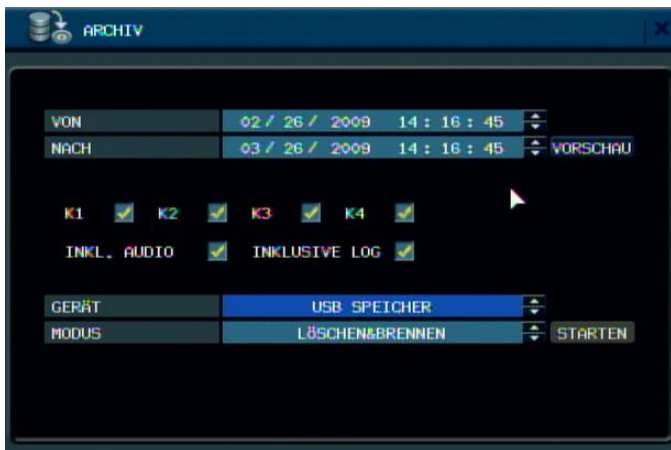 ARCHIV
VON 02 / 26 / 2009 14 : 16 : 45
NACH 03 / 26 / 2009 14 : 16 : 45 VORSCHAU
K1 K2 K3 K4
INKL. AUDIO INKLUSIVE LOG
GERÄT USB SPEICHER
MODUS LÖSCHEN&BRENNEN STARTEN